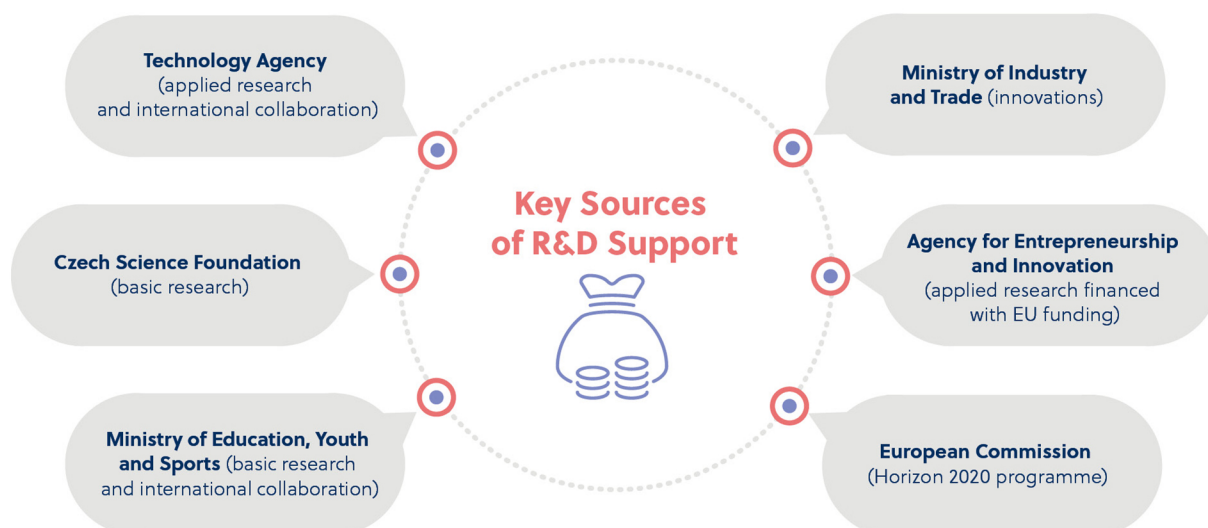 Technology Agency
(applied research
and international collaboration)
Ministry of Industry
and Trade (innovations)
Key Sources
of R&D Support
Czech Science Foundation
(basic research)
Agency for Entrepreneurship
and Innovation
(applied research financed
with EU funding)
Ministry of Education, Youth
and Sports (basic research
and international collaboration)
European Commission
(Horizon 2020 programme)